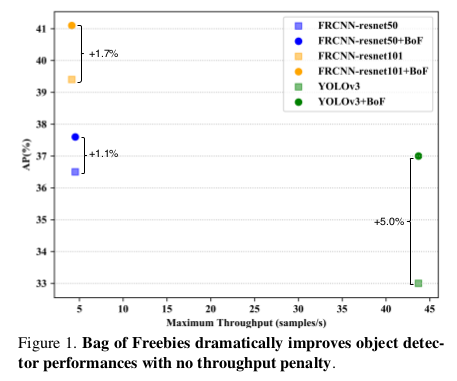 FRCNN-resnet50
FRCNN-resnet50+BoF
FRCNN-resnet101
FRCNN-resnet101+BoF
YOLOv3
YOLOv3+BoF
41
40
39
38
37
36
35
34
33
AP(%)
+1.7%
+1.1%
+5.0%
5 10 15 20 25 30 35 40 45
Maximum Throughput (samples/s)
Figure 1. Bag of Freebies dramatically improves object detec-
tor performances with no throughput penalty.